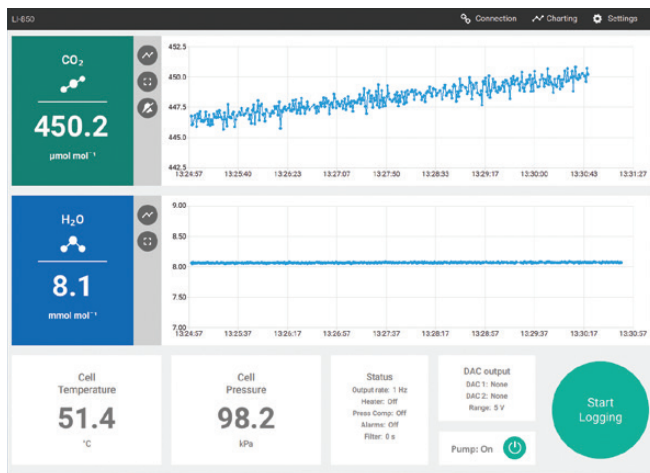 Li-850
Connection
Charting
Settings
CO₂
450.2
µmol mol⁻¹
452.5
450.0
447.5
445.0
442.5
13:24:57 13:25:40 13:26:23 13:27:07 13:27:50 13:28:33 13:29:17 13:30:00 13:30:43 13:31:27
H₂O
8.1
mmol mol⁻¹
9.00
8.50
8.00
7.50
7.00
13:24:57 13:25:37 13:26:17 13:26:57 13:27:37 13:28:17 13:28:57 13:29:37 13:30:17 13:30:57
Cell
Temperature
51.4
°C
Cell
Pressure
98.2
kPa
Status
Output rate: 1 Hz
Heater: Off
Press Comp: Off
Alarms: Off
Filter: 0 s
DAC output
DAC 1: None
DAC 2: None
Range: 5 V
Pump: On
Start
Logging